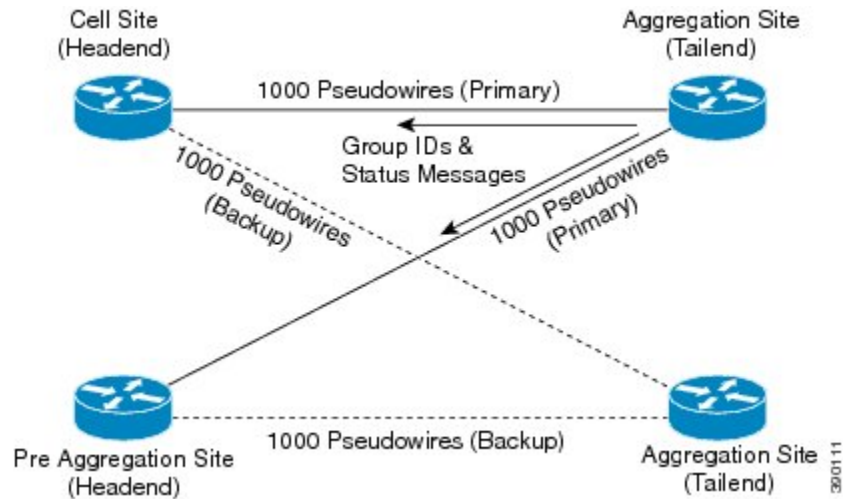 Cell Site
(Headend)
Aggregation Site
(Tailend)
1000 Pseudowires (Primary)
Group IDs &
Status Messages
1000 Pseudowires
(Backup)
1000 Pseudowires
(Primary)
1000 Pseudowires (Backup)
Pre Aggregation Site
(Headend)
Aggregation Site
(Tailend)
390111